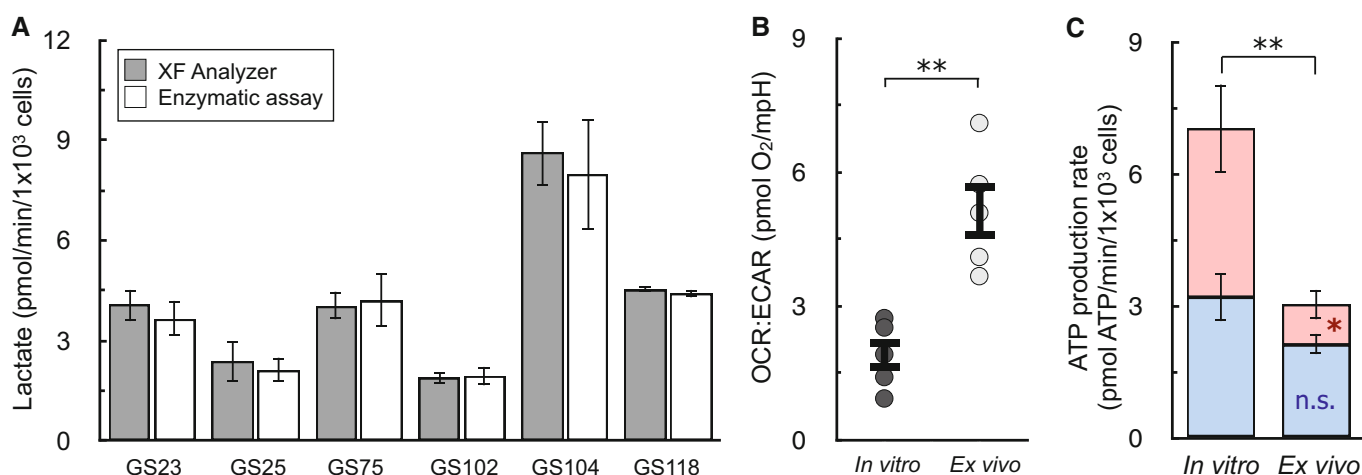 A
Lactate (pmol/min/1x10³ cells)
12
9
6
3
0
XF Analyzer
Enzymatic assay
GS23
GS25
GS75
GS102
GS104
GS118
B
OCR:ECAR (pmol O₂/mpH)
9
6
3
0
**
In vitro
Ex vivo
C
ATP production rate
(pmol ATP/min/1x10³ cells)
9
6
3
0
**
*
n.s.
In vitro
Ex vivo